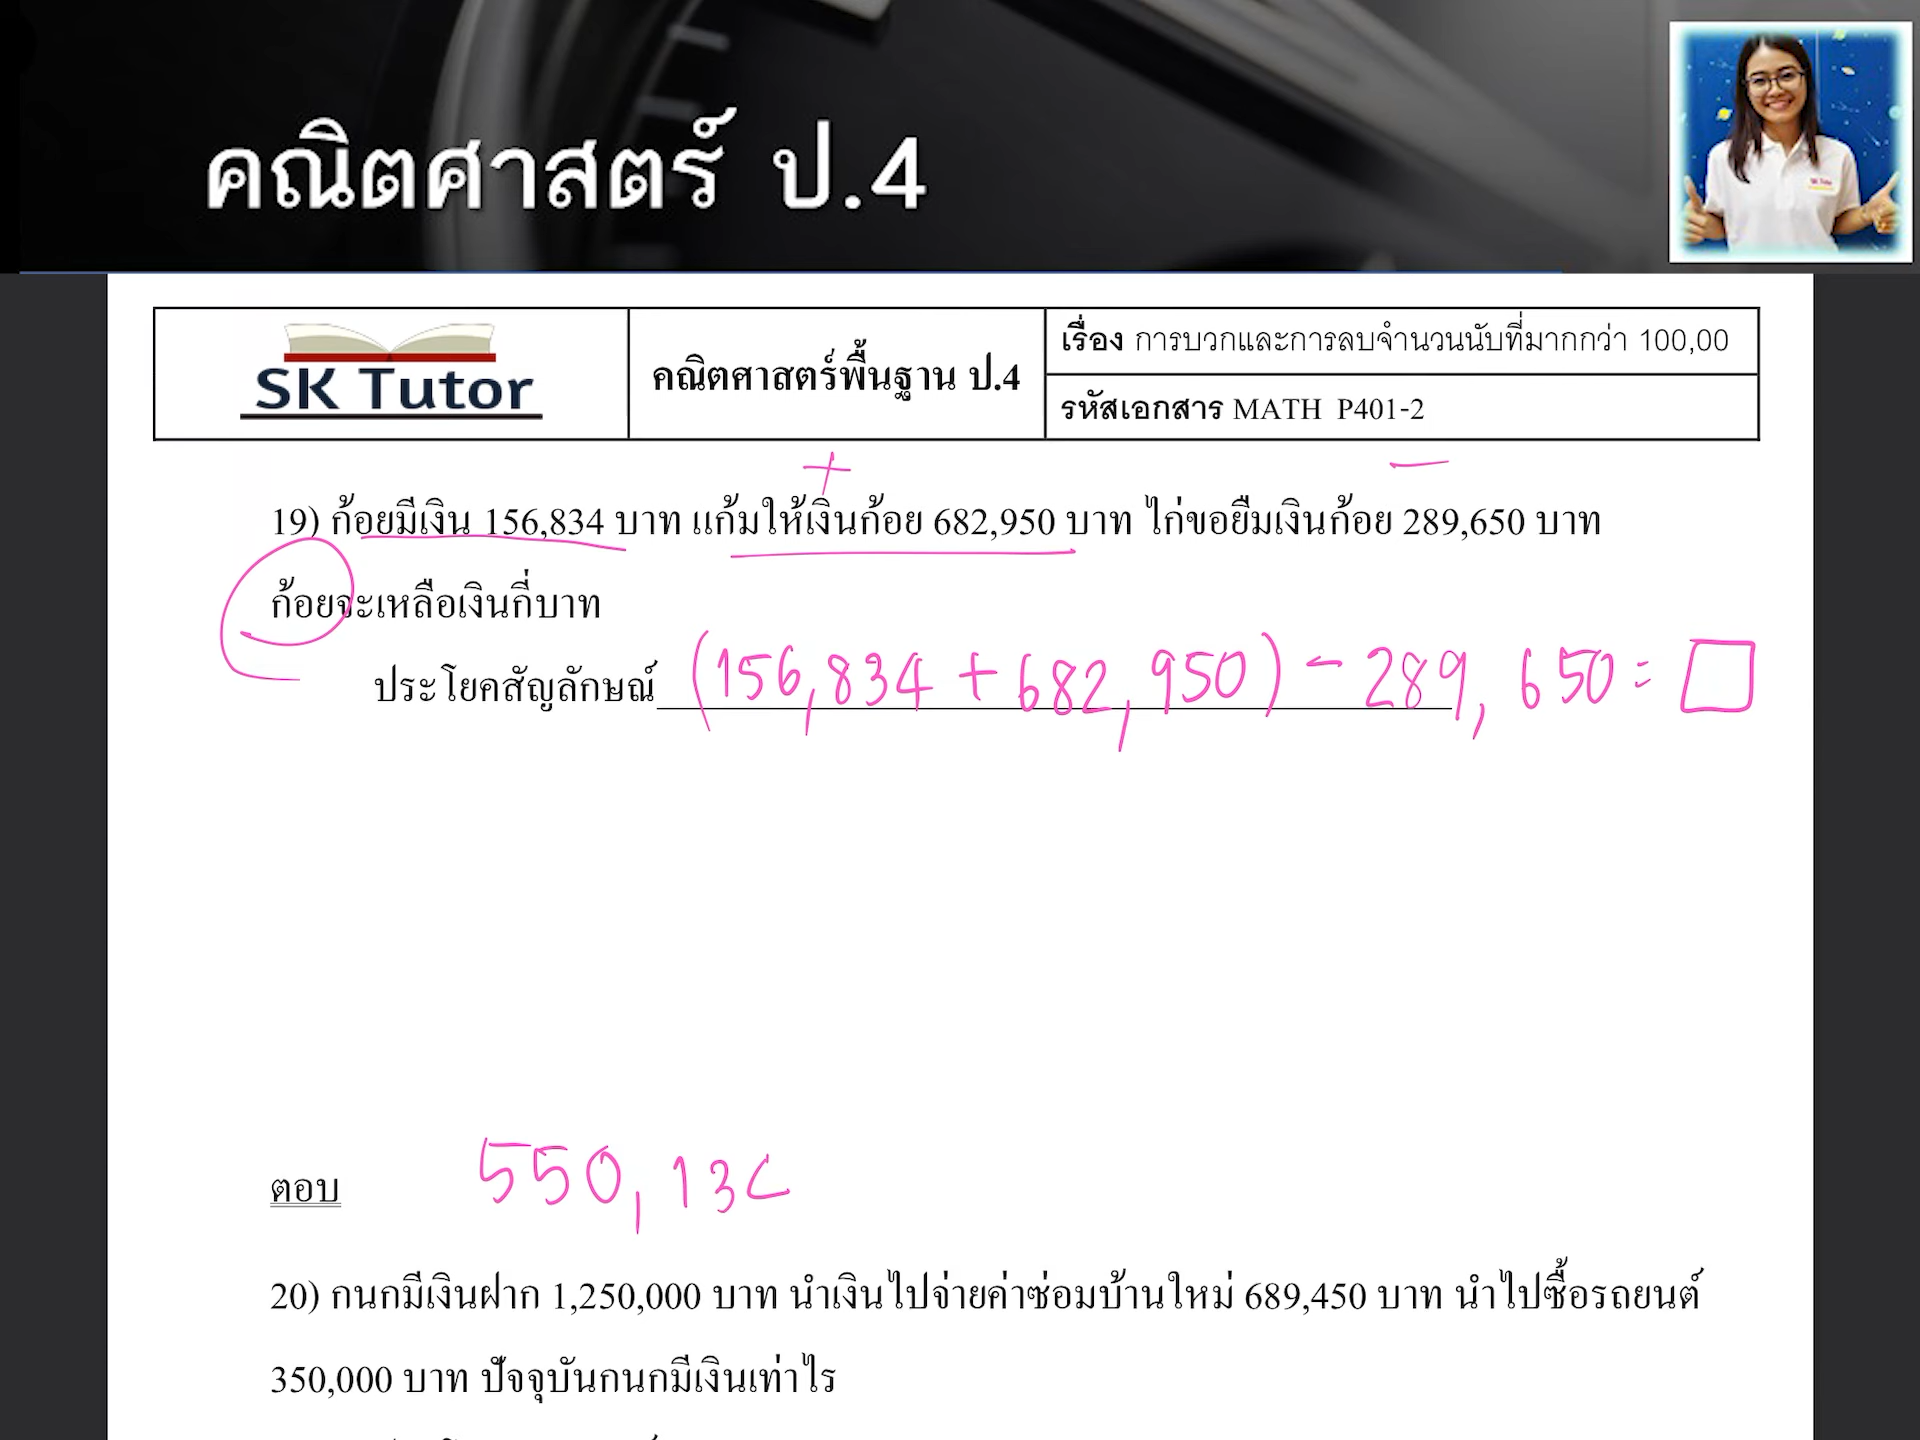 คณิตศาสตร์ ป.4
SK Tutor
คณิตศาสตร์พื้นฐาน ป.4
เรื่อง การบวกและการลบจำนวนนับที่มากกว่า 100,00
รหัสเอกสาร MATH P401-2
+ −
19) ก้อยมีเงิน 156,834 บาท แก้มให้เงินก้อย 682,950 บาท ไก่ขอยืมเงินก้อย 289,650 บาท
ก้อยจะเหลือเงินกี่บาท
ประโยคสัญลักษณ์ (156,834 + 682,950) − 289,650 = □
ตอบ 550,13
20) กนกมีเงินฝาก 1,250,000 บาท นำเงินไปจ่ายค่าซ่อมบ้านใหม่ 689,450 บาท นำไปซื้อรถยนต์
350,000 บาท ปัจจุบันกนกมีเงินเท่าไร